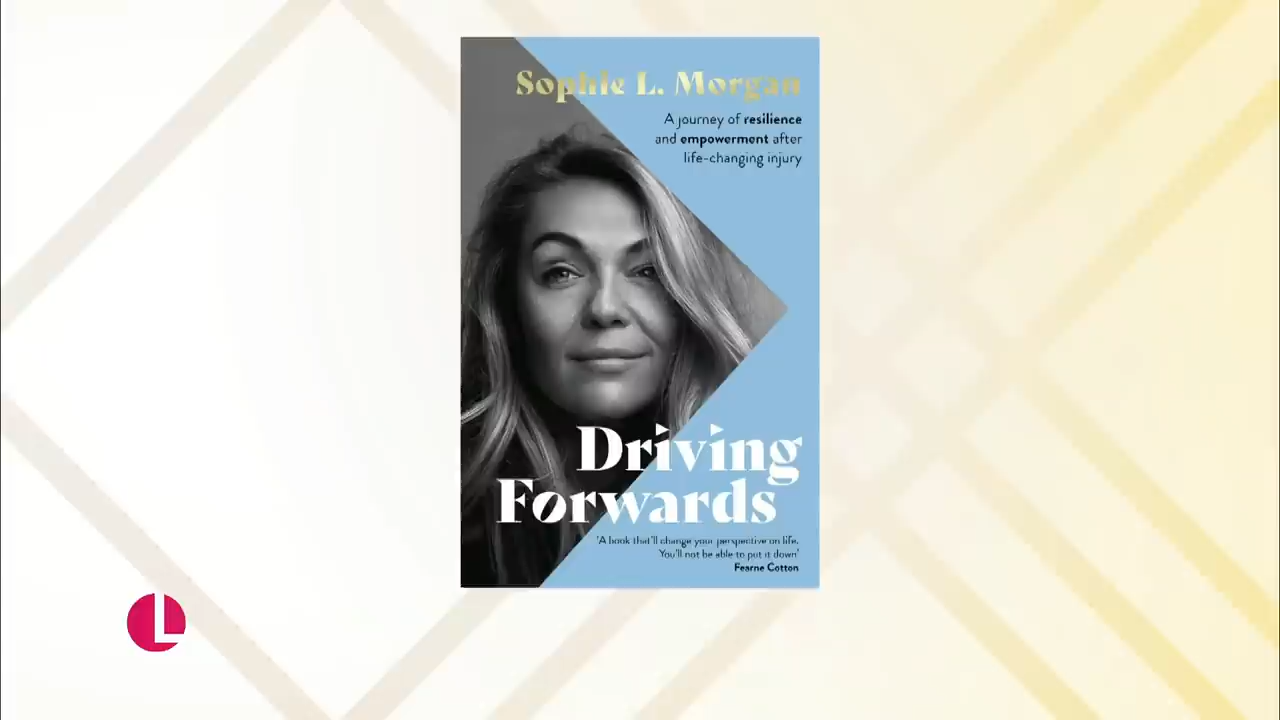 Sophie L. Morgan
A journey of resilience
and empowerment after
life-changing injury
Driving
Forwards
'A book that'll change your perspective on life.
You'll not be able to put it down'
Fearne Cotton
L